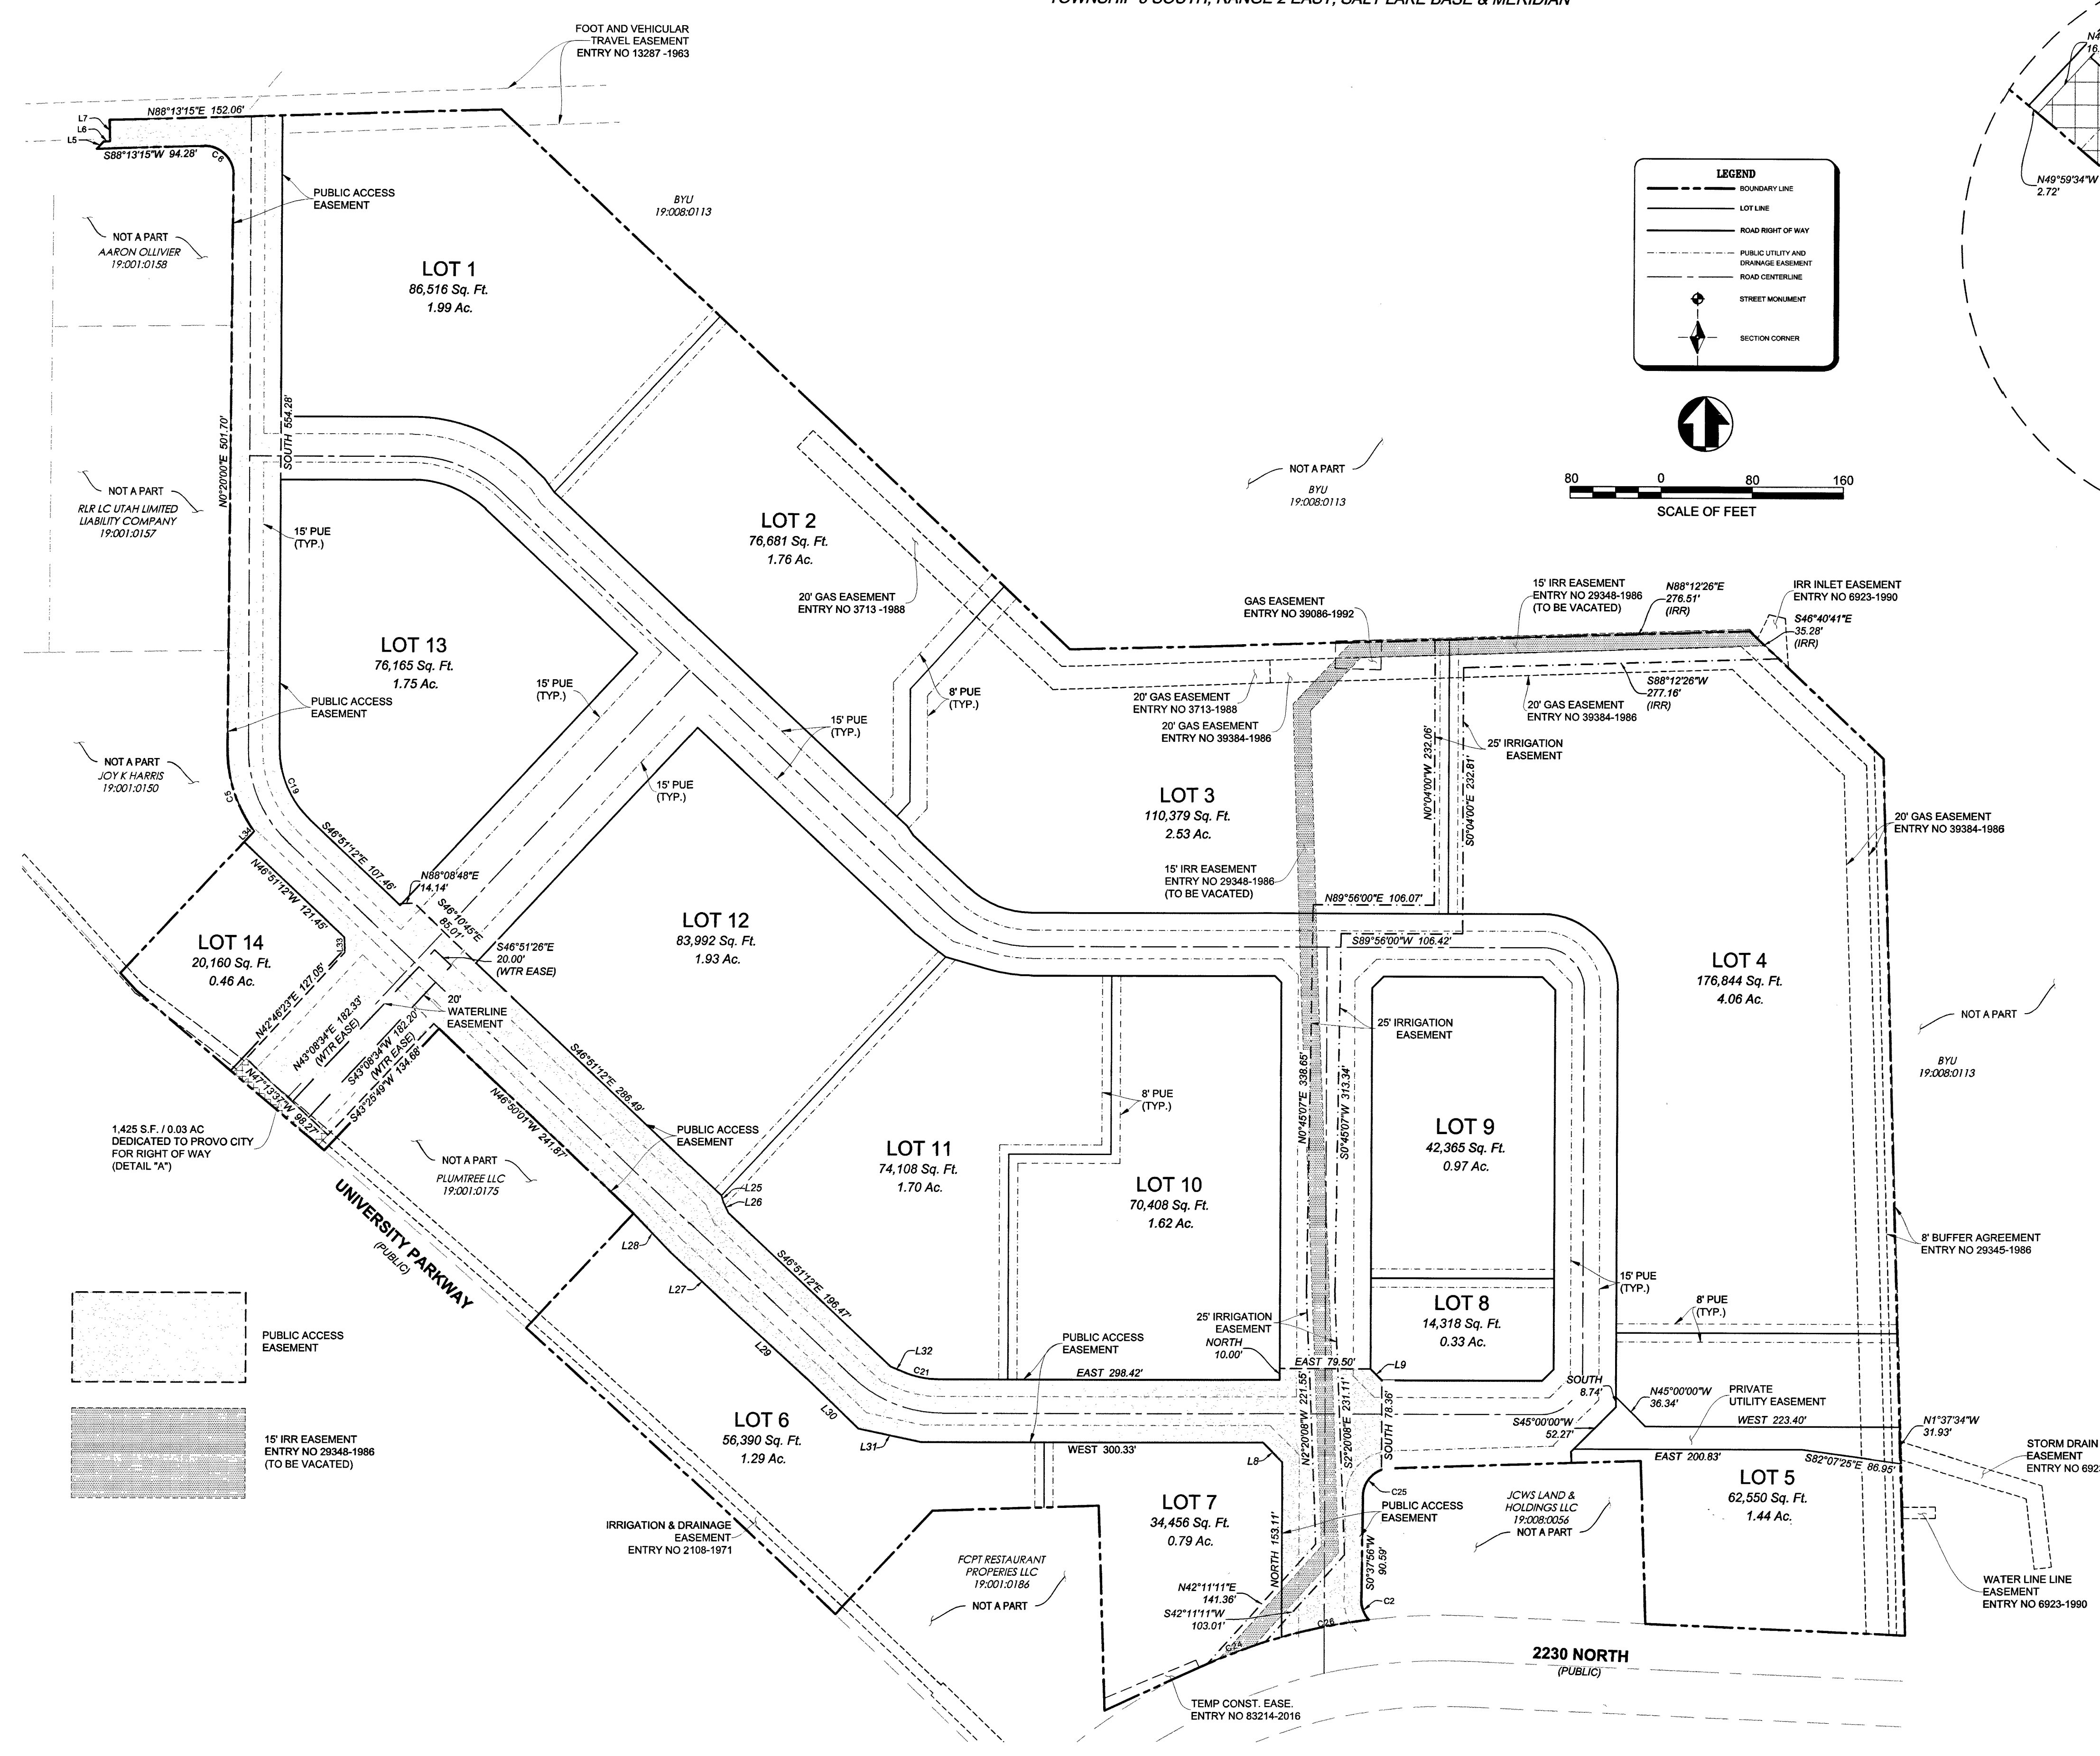 TOWNSHIP 6 SOUTH, RANGE 2 EAST, SALT LAKE BASE & MERIDIAN
FOOT AND VEHICULAR
TRAVEL EASEMENT
ENTRY NO 13287 -1963
N88°13'15"E 152.06'
L7
L6
L5
S88°13'15"W 94.28'
C6
PUBLIC ACCESS
EASEMENT
NOT A PART
AARON OLLIVIER
19:001:0158
BYU
19:008:0113
LOT 1
86,516 Sq. Ft.
1.99 Ac.
LEGEND
BOUNDARY LINE
LOT LINE
ROAD RIGHT OF WAY
PUBLIC UTILITY AND
DRAINAGE EASEMENT
ROAD CENTERLINE
STREET MONUMENT
SECTION CORNER
N49°59'34"W
2.72'
80 0 80 160
SCALE OF FEET
N0°20'00"E 501.70'
SOUTH 554.28'
NOT A PART
RLR LC UTAH LIMITED
LIABILITY COMPANY
19:001:0157
15' PUE
(TYP.)
NOT A PART
BYU
19:008:0113
LOT 2
76,681 Sq. Ft.
1.76 Ac.
20' GAS EASEMENT
ENTRY NO 3713 -1988
GAS EASEMENT
ENTRY NO 39086-1992
15' IRR EASEMENT
ENTRY NO 29348-1986
(TO BE VACATED)
N88°12'26"E
276.51'
(IRR)
IRR INLET EASEMENT
ENTRY NO 6923-1990
S46°40'41"E
35.28'
(IRR)
LOT 13
76,165 Sq. Ft.
1.75 Ac.
15' PUE
(TYP.)
8' PUE
(TYP.)
20' GAS EASEMENT
ENTRY NO 3713-1988
20' GAS EASEMENT
ENTRY NO 39384-1986
S88°12'26"W
277.16'
(IRR)
20' GAS EASEMENT
ENTRY NO 39384-1986
PUBLIC ACCESS
EASEMENT
15' PUE
(TYP.)
25' IRRIGATION
EASEMENT
N0°04'00"W 232.06'
S0°04'00"E 232.81'
NOT A PART
JOY K HARRIS
19:001:0150
C5
C19
15' PUE
(TYP.)
LOT 3
110,379 Sq. Ft.
2.53 Ac.
20' GAS EASEMENT
ENTRY NO 39384-1986
L34
S46°51'12"E 107.46'
N46°51'12"W 121.45'
N88°08'48"E
14.14'
S46°10'45"E
85.01'
15' IRR EASEMENT
ENTRY NO 29348-1986
(TO BE VACATED)
N89°56'00"E 106.07'
S89°56'00"W 106.42'
LOT 14
20,160 Sq. Ft.
0.46 Ac.
L33
S46°51'26"E
20.00'
(WTR EASE)
LOT 12
83,992 Sq. Ft.
1.93 Ac.
LOT 4
176,844 Sq. Ft.
4.06 Ac.
N42°46'23"E 127.05'
N43°08'34"E 182.33'
(WTR EASE)
S43°08'34"W 182.20'
(WTR EASE)
S43°25'49"W 134.68'
20'
WATERLINE
EASEMENT
25' IRRIGATION
EASEMENT
NOT A PART
BYU
19:008:0113
N47°13'37"W 98.27'
S46°51'12"E 286.49'
N46°50'01"W 241.87'
N0°45'07"E 338.65'
S0°45'07"W 313.34'
1,425 S.F. / 0.03 AC
DEDICATED TO PROVO CITY
FOR RIGHT OF WAY
(DETAIL "A")
NOT A PART
PLUMTREE LLC
19:001:0175
PUBLIC ACCESS
EASEMENT
8' PUE
(TYP.)
LOT 11
74,108 Sq. Ft.
1.70 Ac.
LOT 9
42,365 Sq. Ft.
0.97 Ac.
LOT 10
70,408 Sq. Ft.
1.62 Ac.
L25
L26
UNIVERSITY PARKWAY
(PUBLIC)
L28
L27
S46°51'12"E 196.47'
8' BUFFER AGREEMENT
ENTRY NO 29345-1986
15' PUE
(TYP.)
8' PUE
(TYP.)
LOT 8
14,318 Sq. Ft.
0.33 Ac.
25' IRRIGATION
EASEMENT
NORTH
10.00'
PUBLIC ACCESS
EASEMENT
PUBLIC ACCESS
EASEMENT
L29
L32
C21
EAST 298.42'
EAST 79.50'
L9
SOUTH
8.74'
N45°00'00"W
36.34'
PRIVATE
UTILITY EASEMENT
L30
L31
LOT 6
56,390 Sq. Ft.
1.29 Ac.
WEST 300.33'
L8
N2°20'08"W 221.55'
S2°20'08"E 231.11'
SOUTH 78.36'
S45°00'00"W
52.27'
WEST 223.40'
EAST 200.83'
S82°07'25"E 86.95'
N1°37'34"W
31.93'
15' IRR EASEMENT
ENTRY NO 29348-1986
(TO BE VACATED)
STORM DRAIN
EASEMENT
ENTRY NO 692
LOT 7
34,456 Sq. Ft.
0.79 Ac.
C25
PUBLIC ACCESS
EASEMENT
JCWS LAND &
HOLDINGS LLC
19:008:0056
NOT A PART
LOT 5
62,550 Sq. Ft.
1.44 Ac.
IRRIGATION & DRAINAGE
EASEMENT
ENTRY NO 2108-1971
FCPT RESTAURANT
PROPERIES LLC
19:001:0186
NOT A PART
NORTH 153.11'
S0°37'56"W
90.59'
N42°11'11"E
141.36'
S42°11'11"W
103.01'
C2
C24
C26
WATER LINE LINE
EASEMENT
ENTRY NO 6923-1990
2230 NORTH
(PUBLIC)
TEMP CONST. EASE.
ENTRY NO 83214-2016